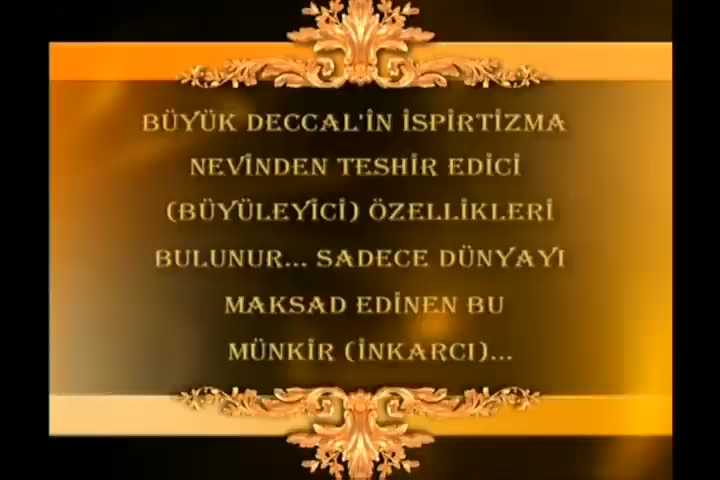 BÜYÜK DECCAL'İN İSPİRTİZMA
NEVİNDEN TESHİR EDİCİ
(BÜYÜLEYİCİ) ÖZELLİKLERİ
BULUNUR... SADECE DÜNYAYI
MAKSAD EDİNEN BU
MÜNKİR (İNKARCI)...